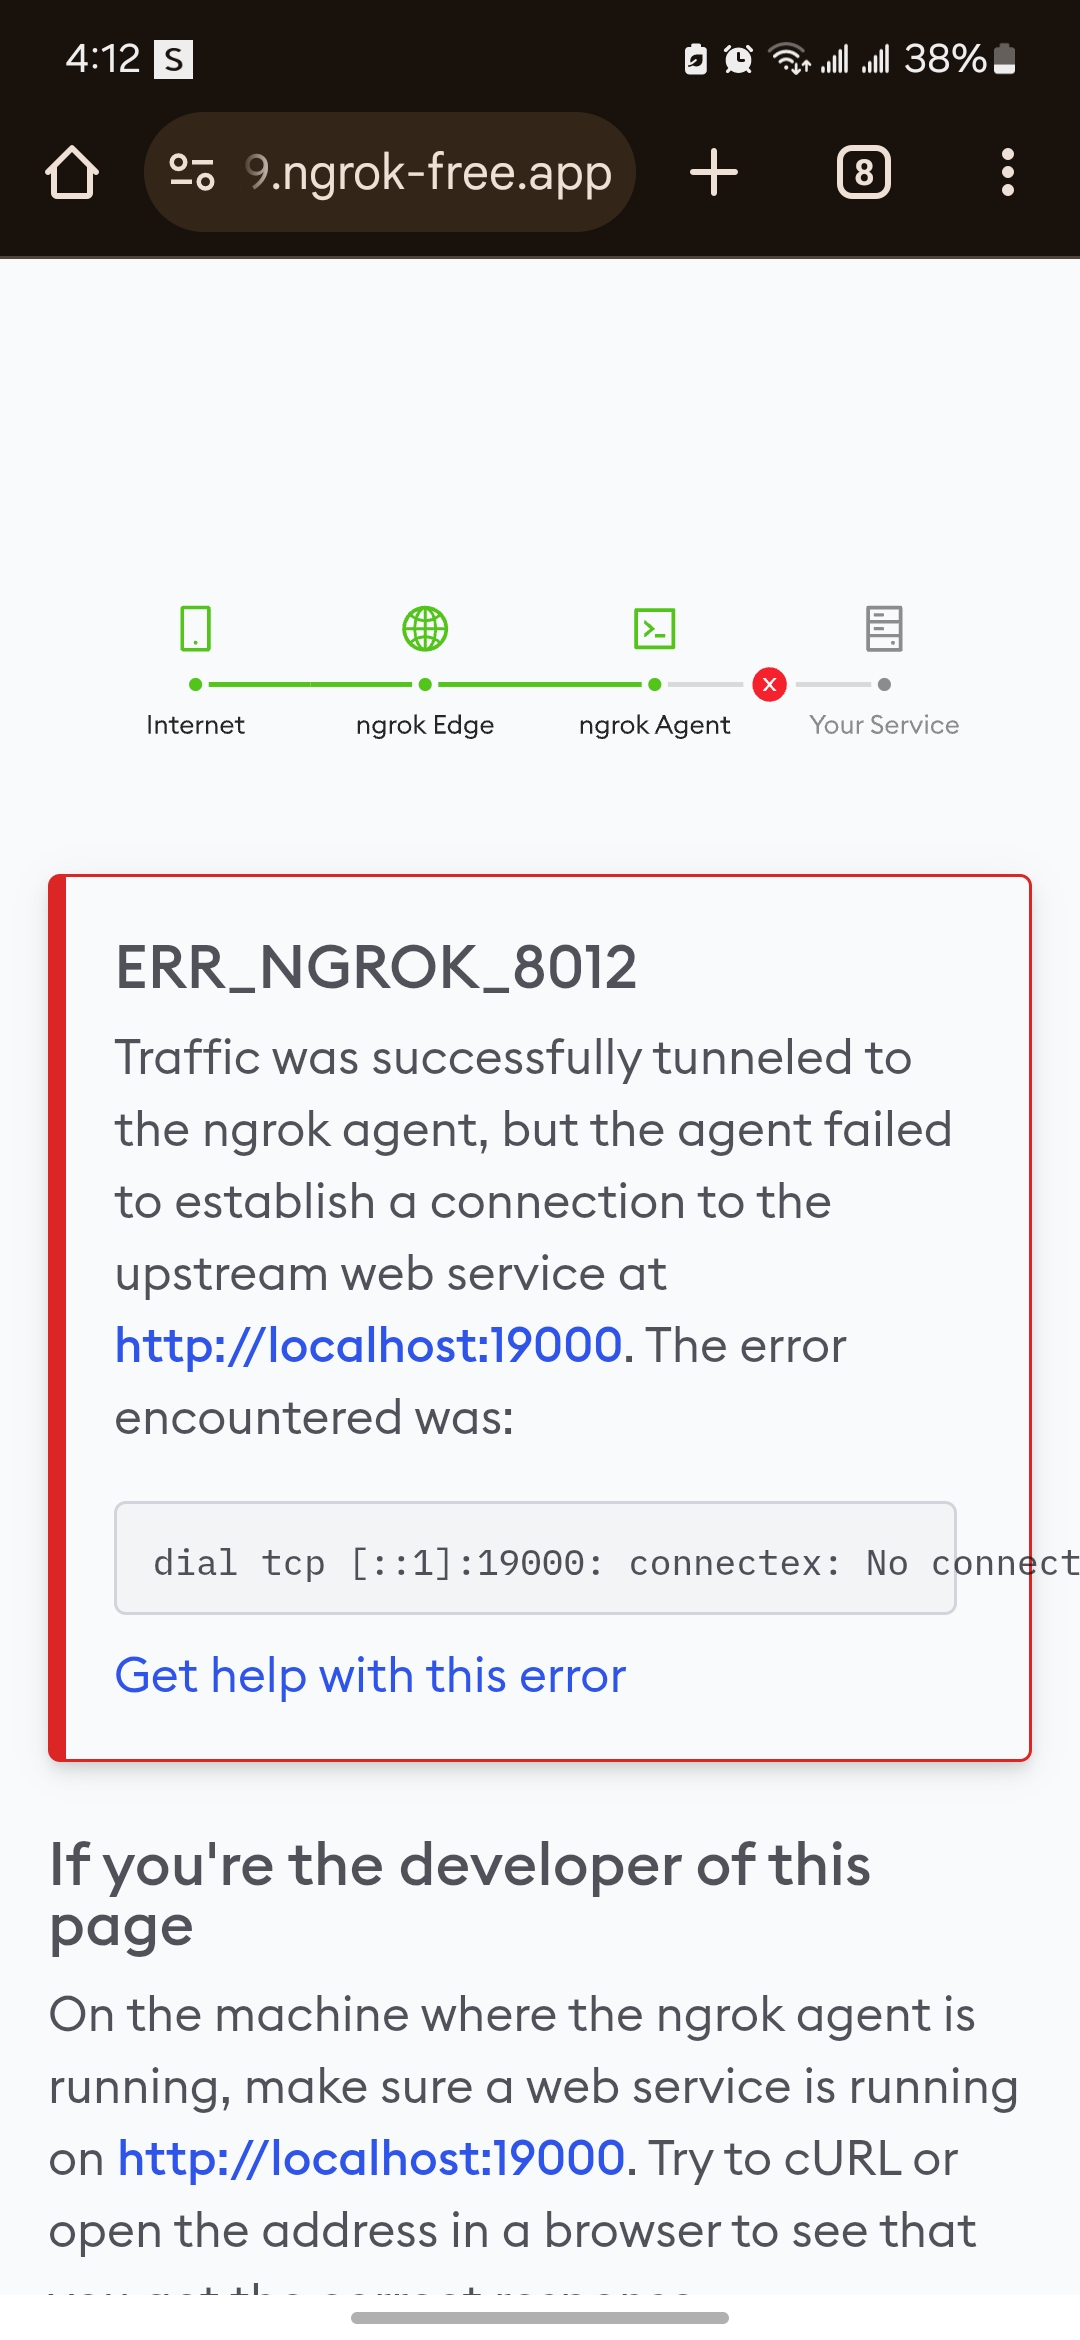 4:12 S 38%
9.ngrok-free.app 8
Internet ngrok Edge ngrok Agent Your Service
ERR_NGROK_8012
Traffic was successfully tunneled to
the ngrok agent, but the agent failed
to establish a connection to the
upstream web service at
http://localhost:19000. The error
encountered was:
dial tcp [::1]:19000: connectex: No connect
Get help with this error
If you're the developer of this
page
On the machine where the ngrok agent is
running, make sure a web service is running
on http://localhost:19000. Try to cURL or
open the address in a browser to see that